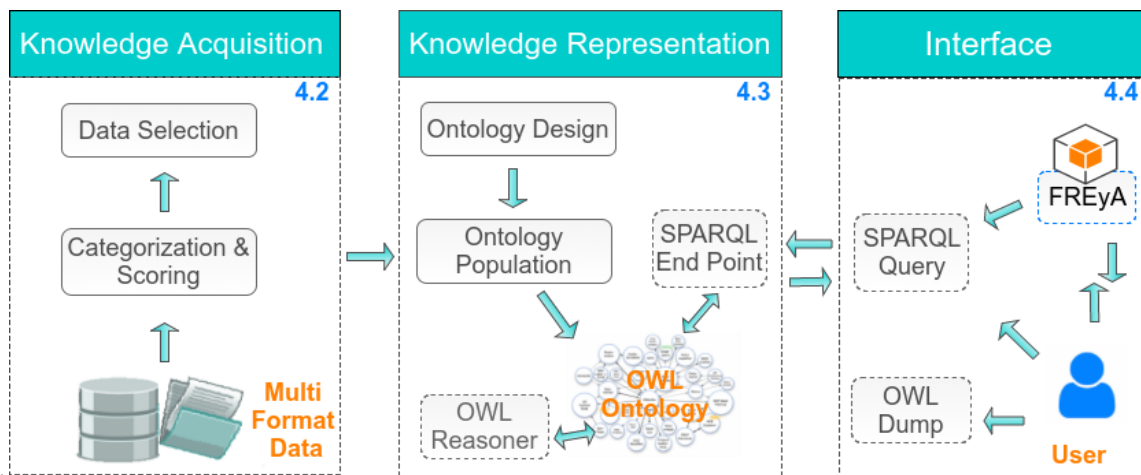 Knowledge Acquisition
4.2
Data Selection
Categorization &
Scoring
Multi
Format
Data
Knowledge Representation
4.3
Ontology Design
Ontology
Population
SPARQL
End Point
OWL
Ontology
OWL
Reasoner
Interface
4.4
FREyA
SPARQL
Query
OWL
Dump
User